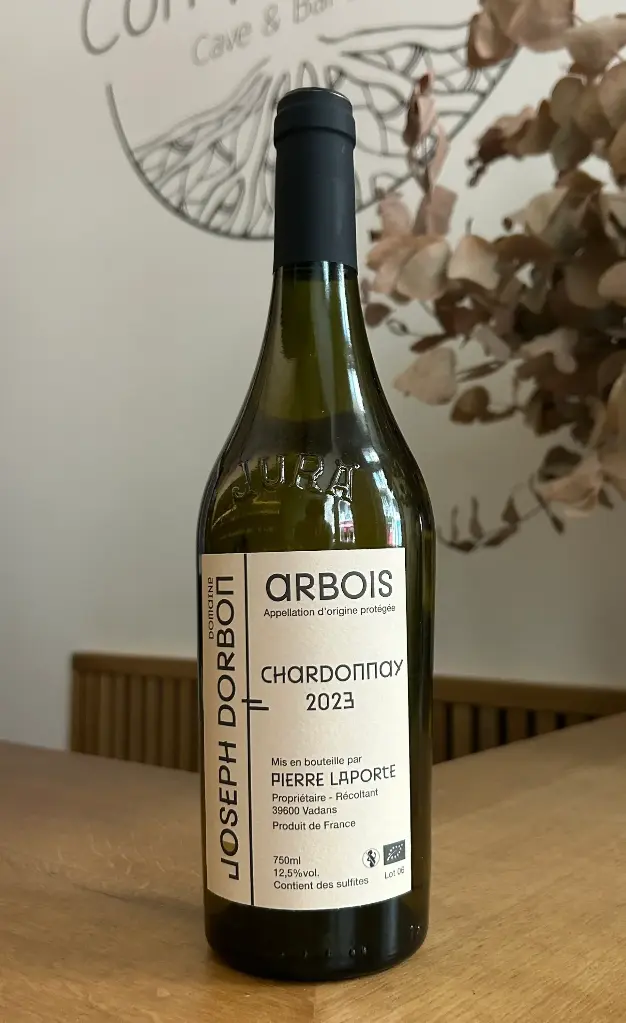 Cave & Bar
JURA
DOMAINE
JOSEPH DORBON
ARBOIS
Appellation d'origine protégée
CHARDONNAY
2023
Mis en bouteille par
PIERRE LAPORTE
Propriétaire - Récoltant
39600 Vadans
Produit de France
750ml
12,5%vol.
Contient des sulfites
Lot 06